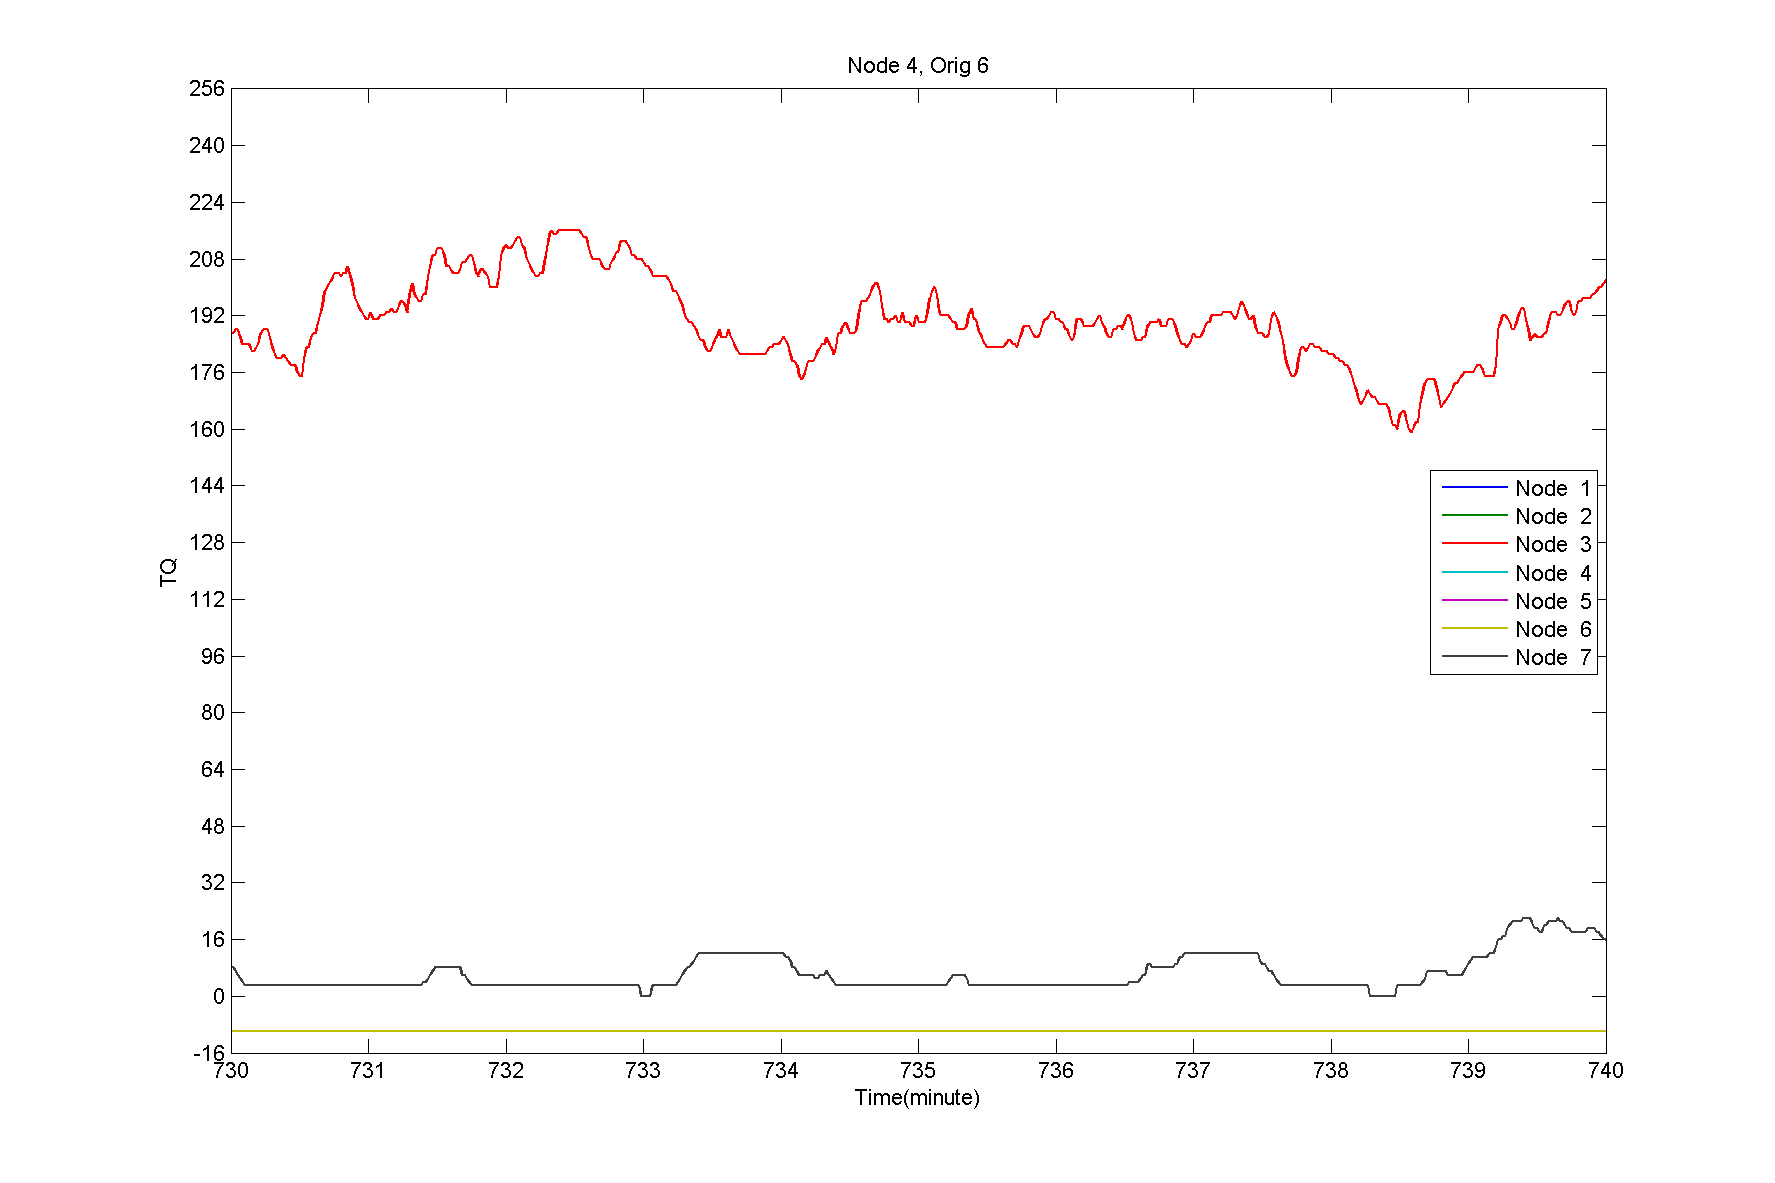 Node 4, Orig 6
256
240
224
208
192
176
160
144
128
112
96
80
64
48
32
16
0
-16
TQ
Node 1
Node 2
Node 3
Node 4
Node 5
Node 6
Node 7
730 731 732 733 734 735 736 737 738 739 740
Time(minute)